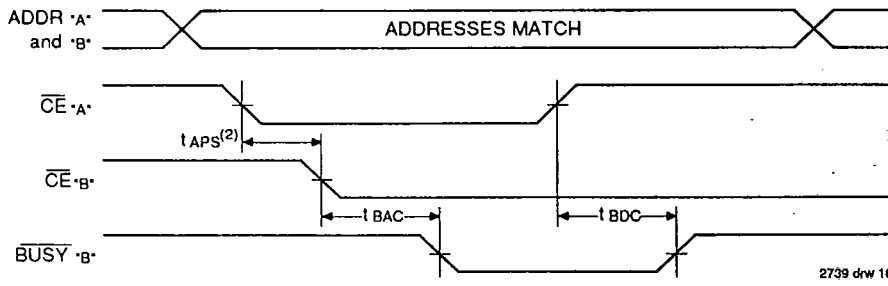 ADDR "A"
and "B"
ADDRESSES MATCH
CE "A"
tAPS(2)
CE "B"
tBAC
tBDC
BUSY "B"
2739 drw 16